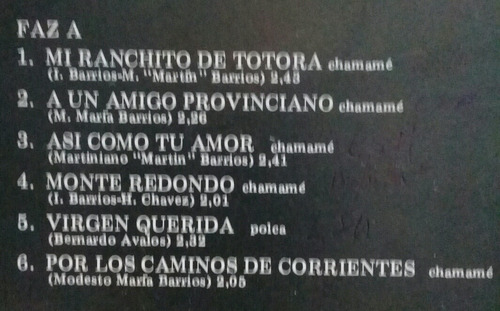 FAZ A
1. MI RANCHITO DE TOTORA chamamé
(I. Barrios-M. "Martín" Barrios) 2,43
2. A UN AMIGO PROVINCIANO chamamé
(M. María Barrios) 2,26
3. ASI COMO TU AMOR chamamé
(Martiniano "Martin" Barrios) 2,41
4. MONTE REDONDO chamamé
(I. Barrios-H. Chavez) 2,01
5. VIRGEN QUERIDA polca
(Bernardo Avalos) 2,32
6. POR LOS CAMINOS DE CORRIENTES chamamé
(Modesto María Barrios) 2,05